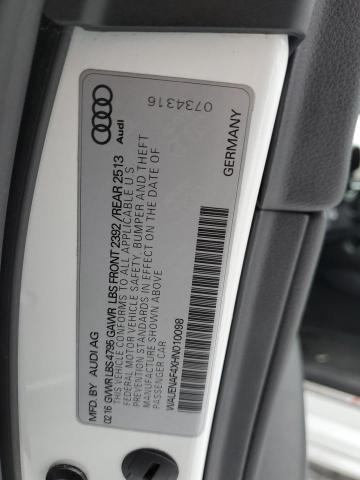 MFD. BY AUDI AG
02 16 GVWR LBS 4795 GAWR LBS FRONT 2392 / REAR 2513
THIS VEHICLE CONFORMS TO ALL APPLICABLE U S
FEDERAL MOTOR VEHICLE SAFETY, BUMPER AND THEFT
PREVENTION STANDARDS IN EFFECT ON THE DATE OF
MANUFACTURE SHOWN ABOVE
PASSENGER CAR
WAUENAF4XHN010098
GERMANY
Audi
0734316